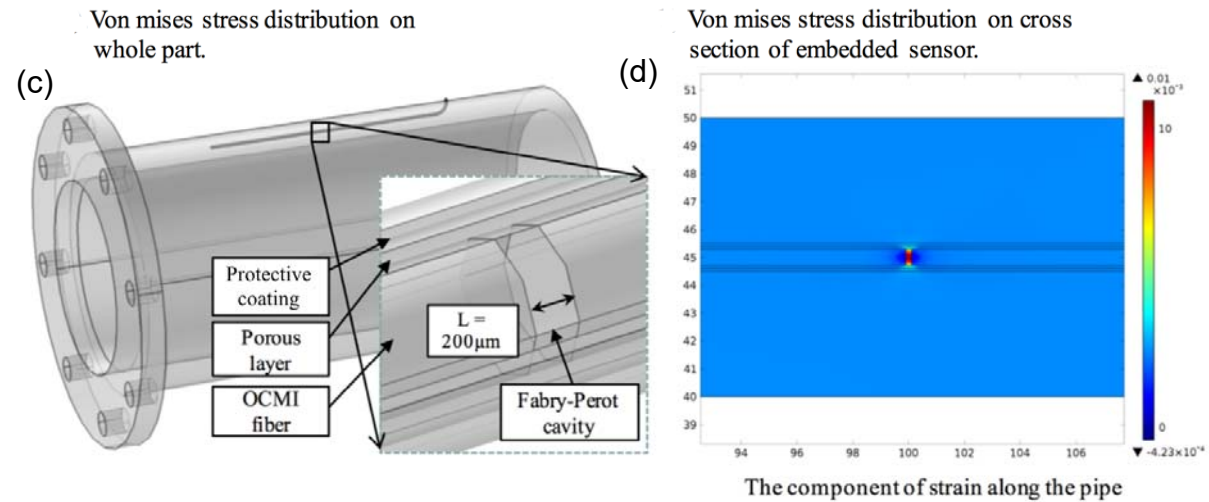 Von mises stress distribution on
whole part.
Von mises stress distribution on cross
section of embedded sensor.
(c)
(d)
Protective
coating
Porous
layer
OCMI
fiber
L =
200μm
Fabry-Perot
cavity
▲ 0.01
×10⁻³
10
0
▼ -4.23×10⁻⁴
51
50
49
48
47
46
45
44
43
42
41
40
39
94
96
98
100
102
104
106
The component of strain along the pipe